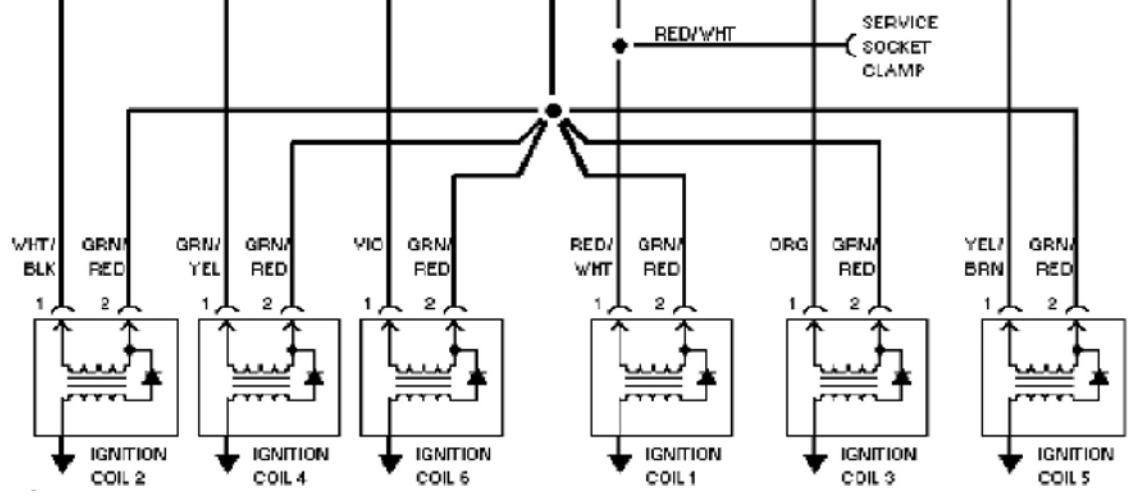 RED/WHT
SERVICE
SOCKET
CLAMP
WHT/
BLK
GRN/
RED
GRN/
YEL
GRN/
RED
VIO
GRN/
RED
RED/
WHT
GRN/
RED
ORG
GRN/
RED
YEL/
BRN
GRN/
RED
1 2 1 2 1 2 1 2 1 2 1 2
IGNITION
COIL 2
IGNITION
COIL 4
IGNITION
COIL 6
IGNITION
COIL 1
IGNITION
COIL 3
IGNITION
COIL 5